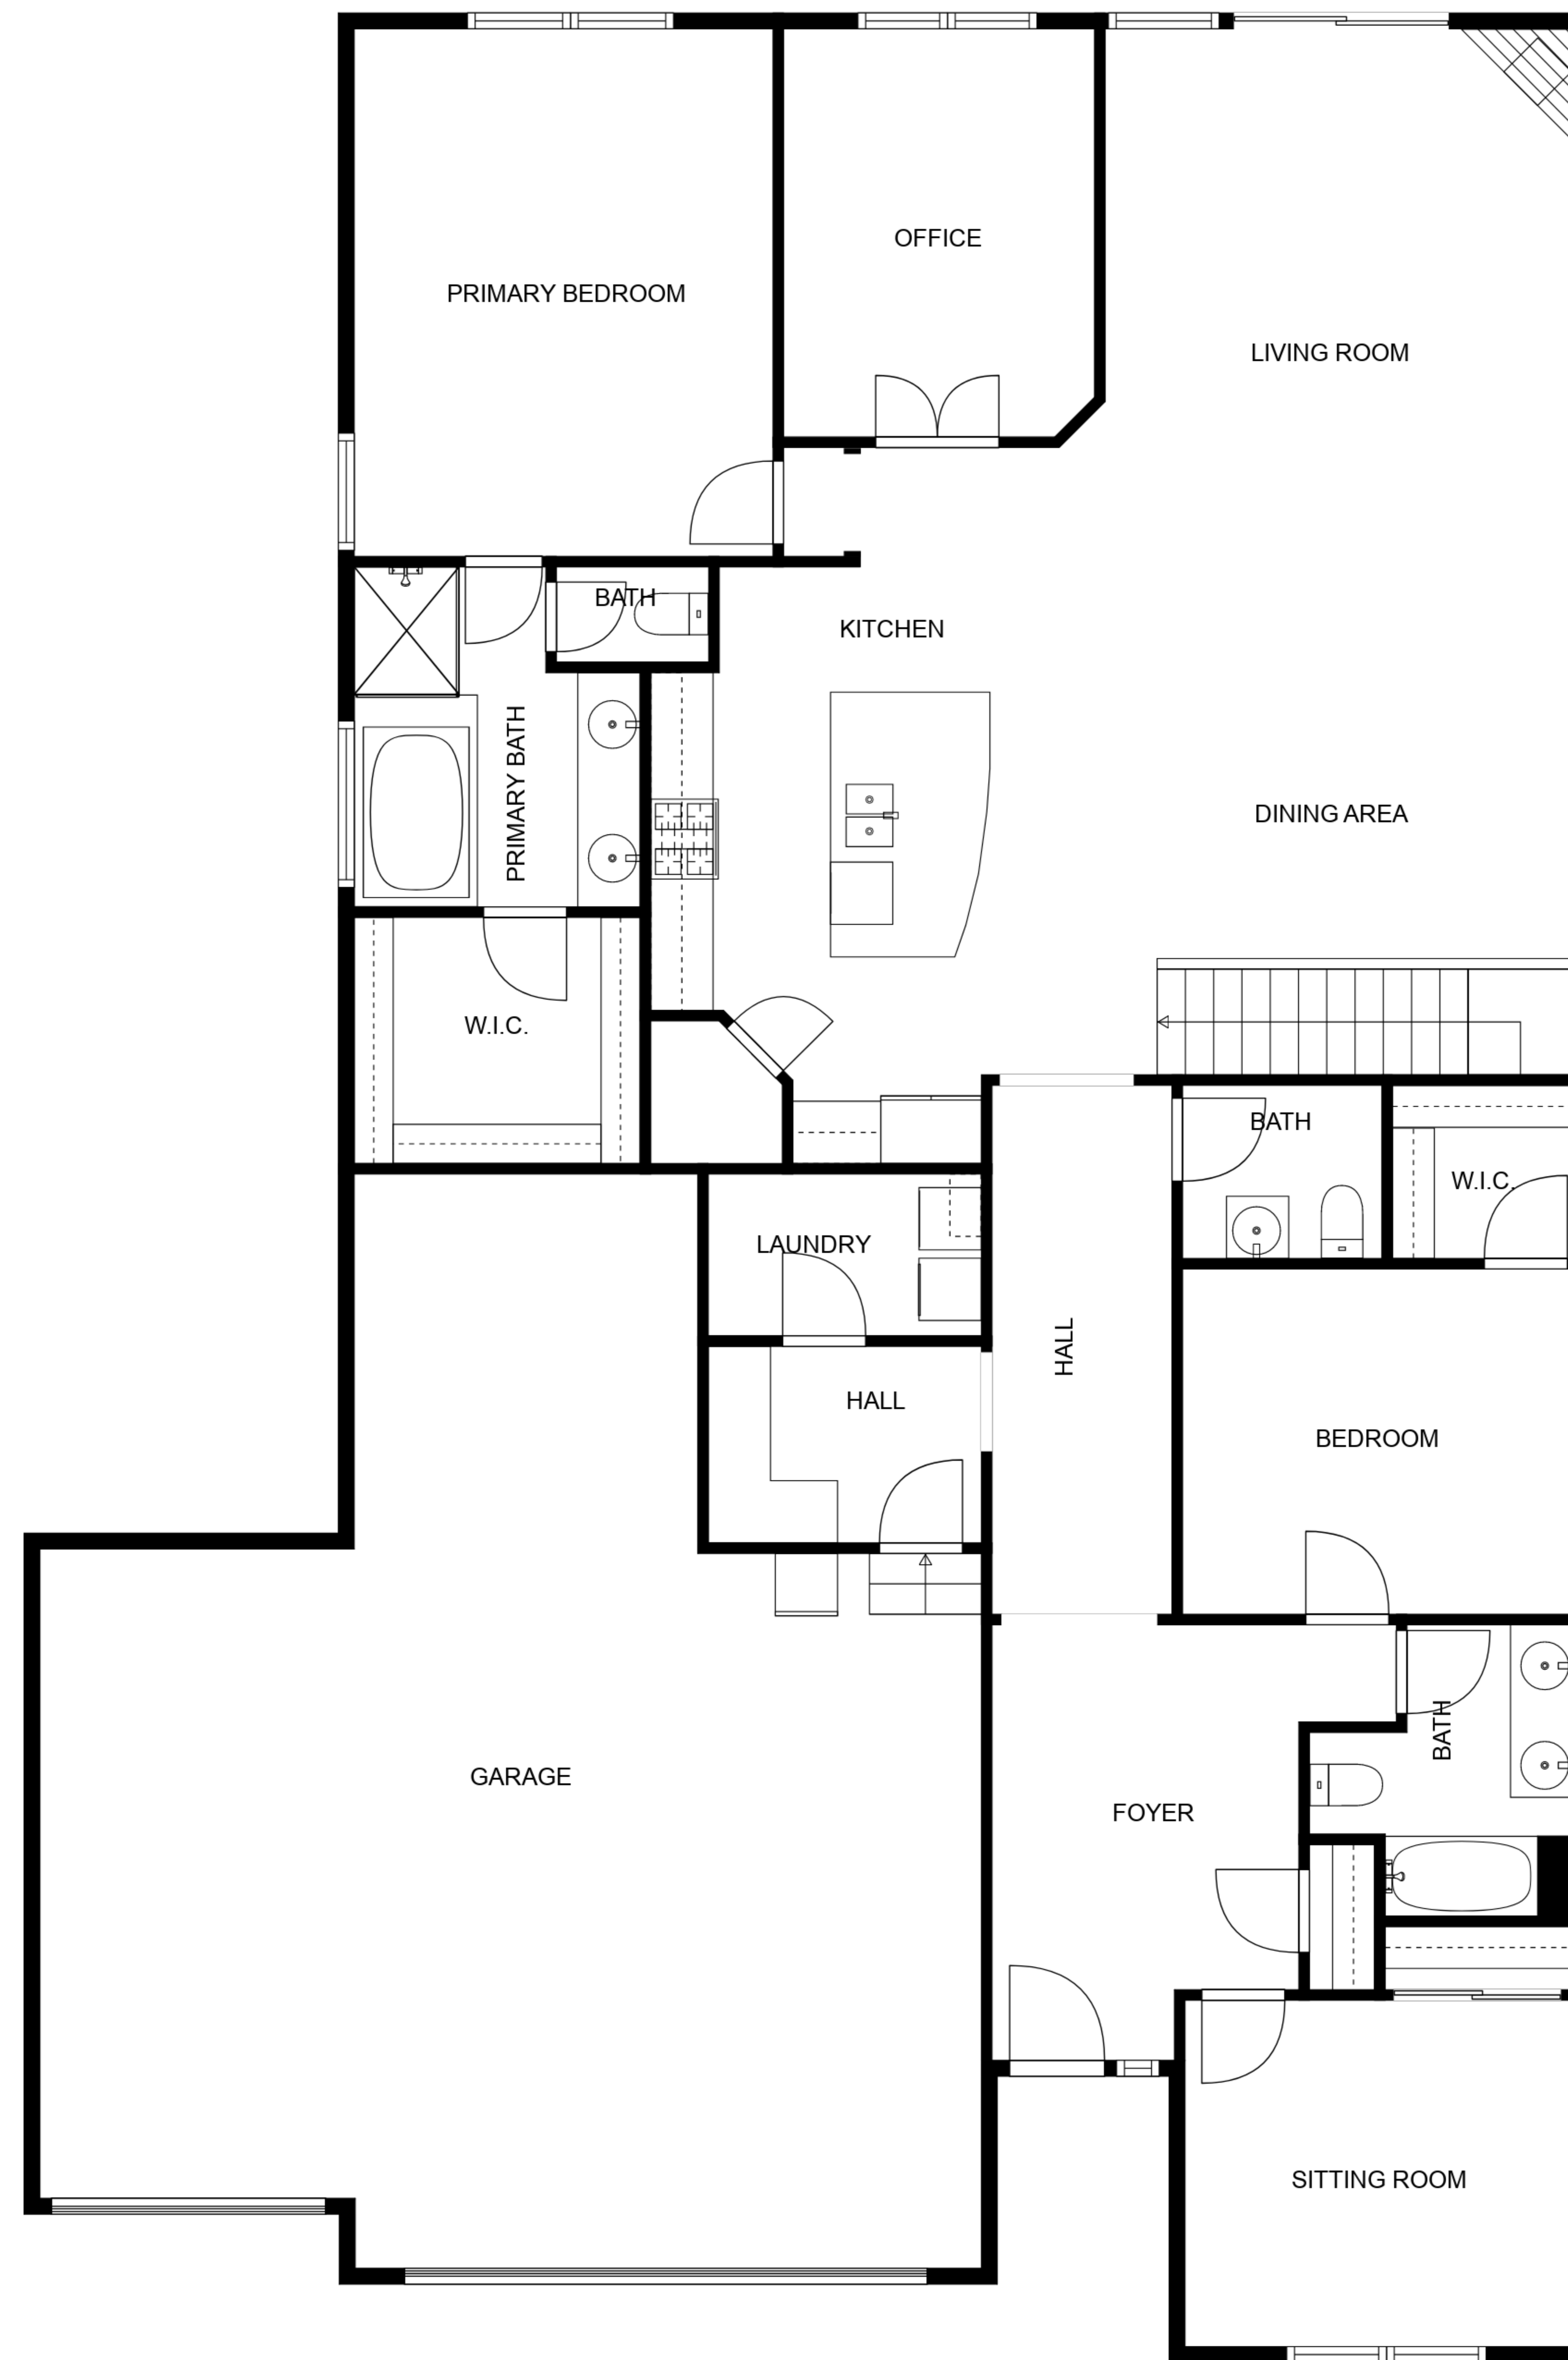 OFFICE
PRIMARY BEDROOM
LIVING ROOM
BATH
KITCHEN
PRIMARY BATH
DINING AREA
W.I.C.
BATH
W.I.C.
LAUNDRY
HALL
HALL
BEDROOM
BATH
GARAGE
FOYER
SITTING ROOM